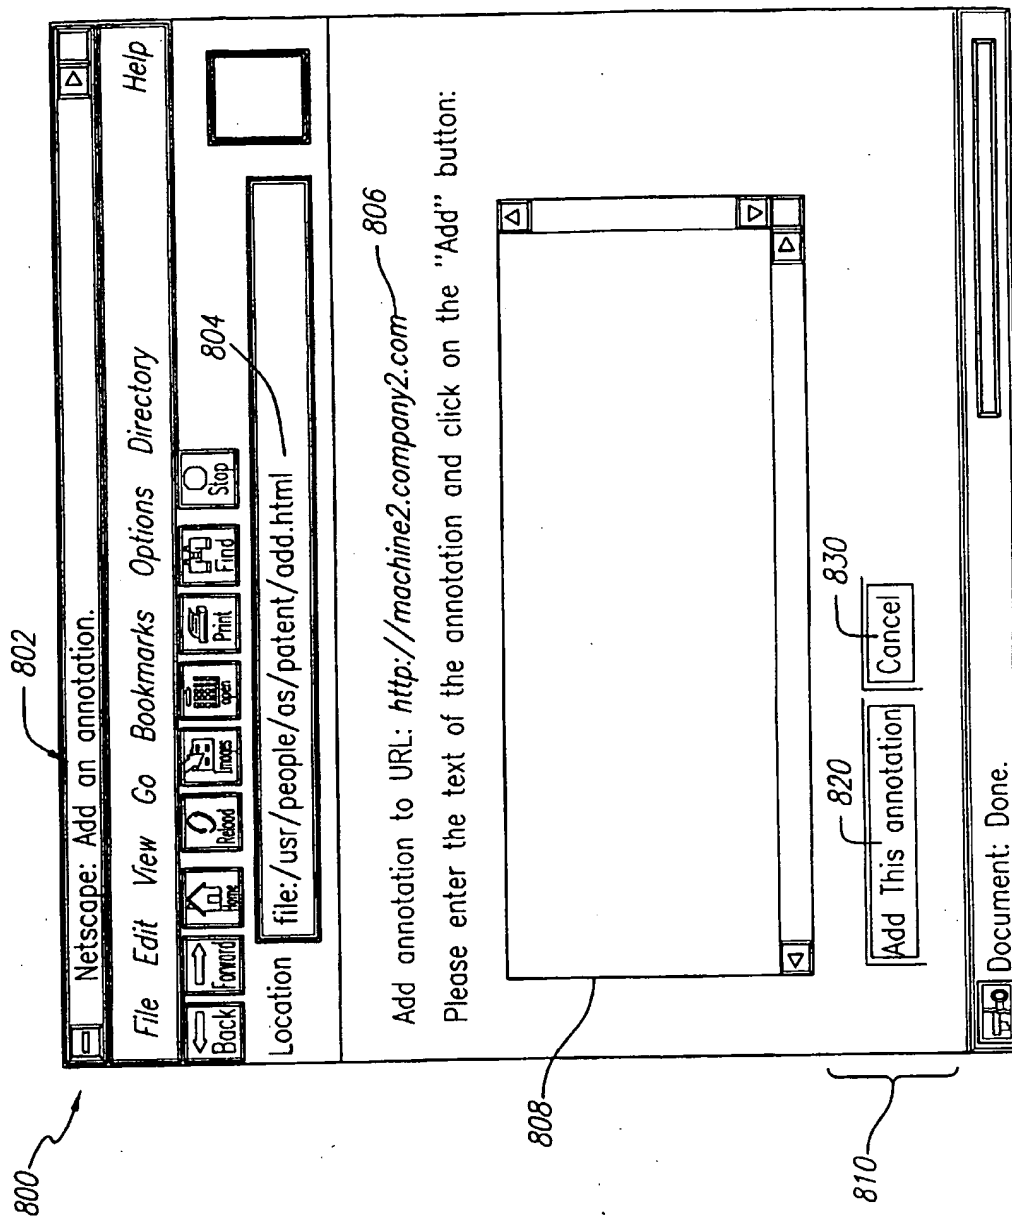 800
802
Netscape: Add an annotation.
File Edit View Go Bookmarks Options Directory Help
Back Forward Home Reload Images open Print Find Stop
Location file:/usr/people/as/patent/add.html
804
Add annotation to URL: http://machine2.company2.com
806
Please enter the text of the annotation and click on the "Add" button:
808
820
830
Add This annotation Cancel
810
Document: Done.